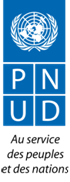 P N
U D
Au service
des peuples
et des nations